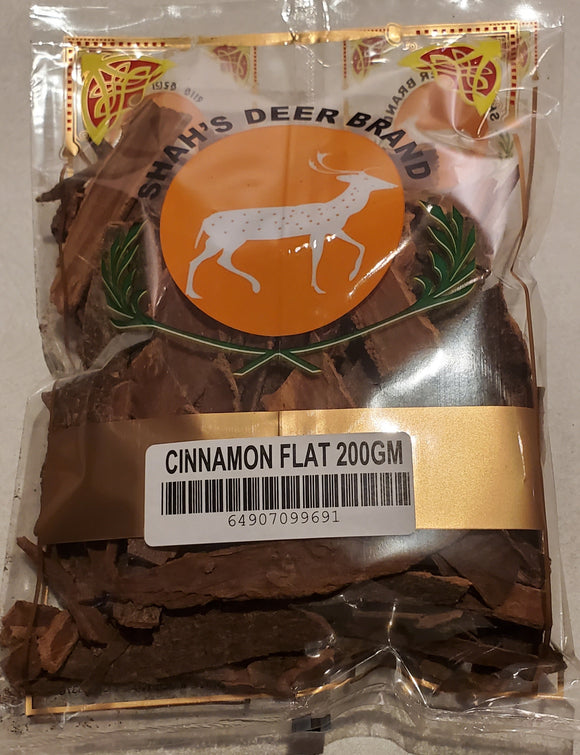 SHAH'S DEER BRAND
CINNAMON FLAT 200GM
64907099691